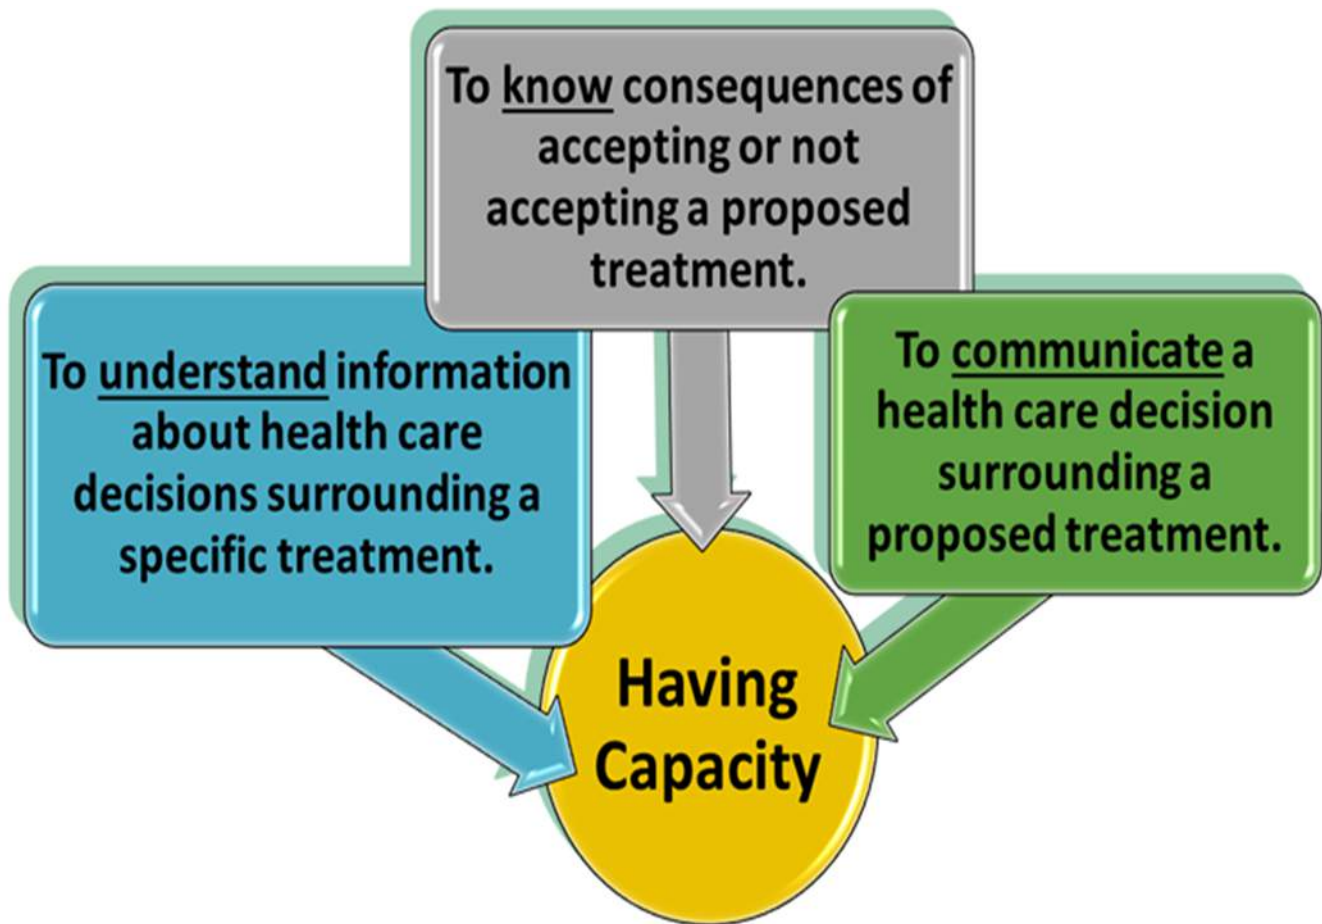 To know consequences of
accepting or not
accepting a proposed
treatment.
To understand information
about health care
decisions surrounding a
specific treatment.
To communicate a
health care decision
surrounding a
proposed treatment.
Having
Capacity